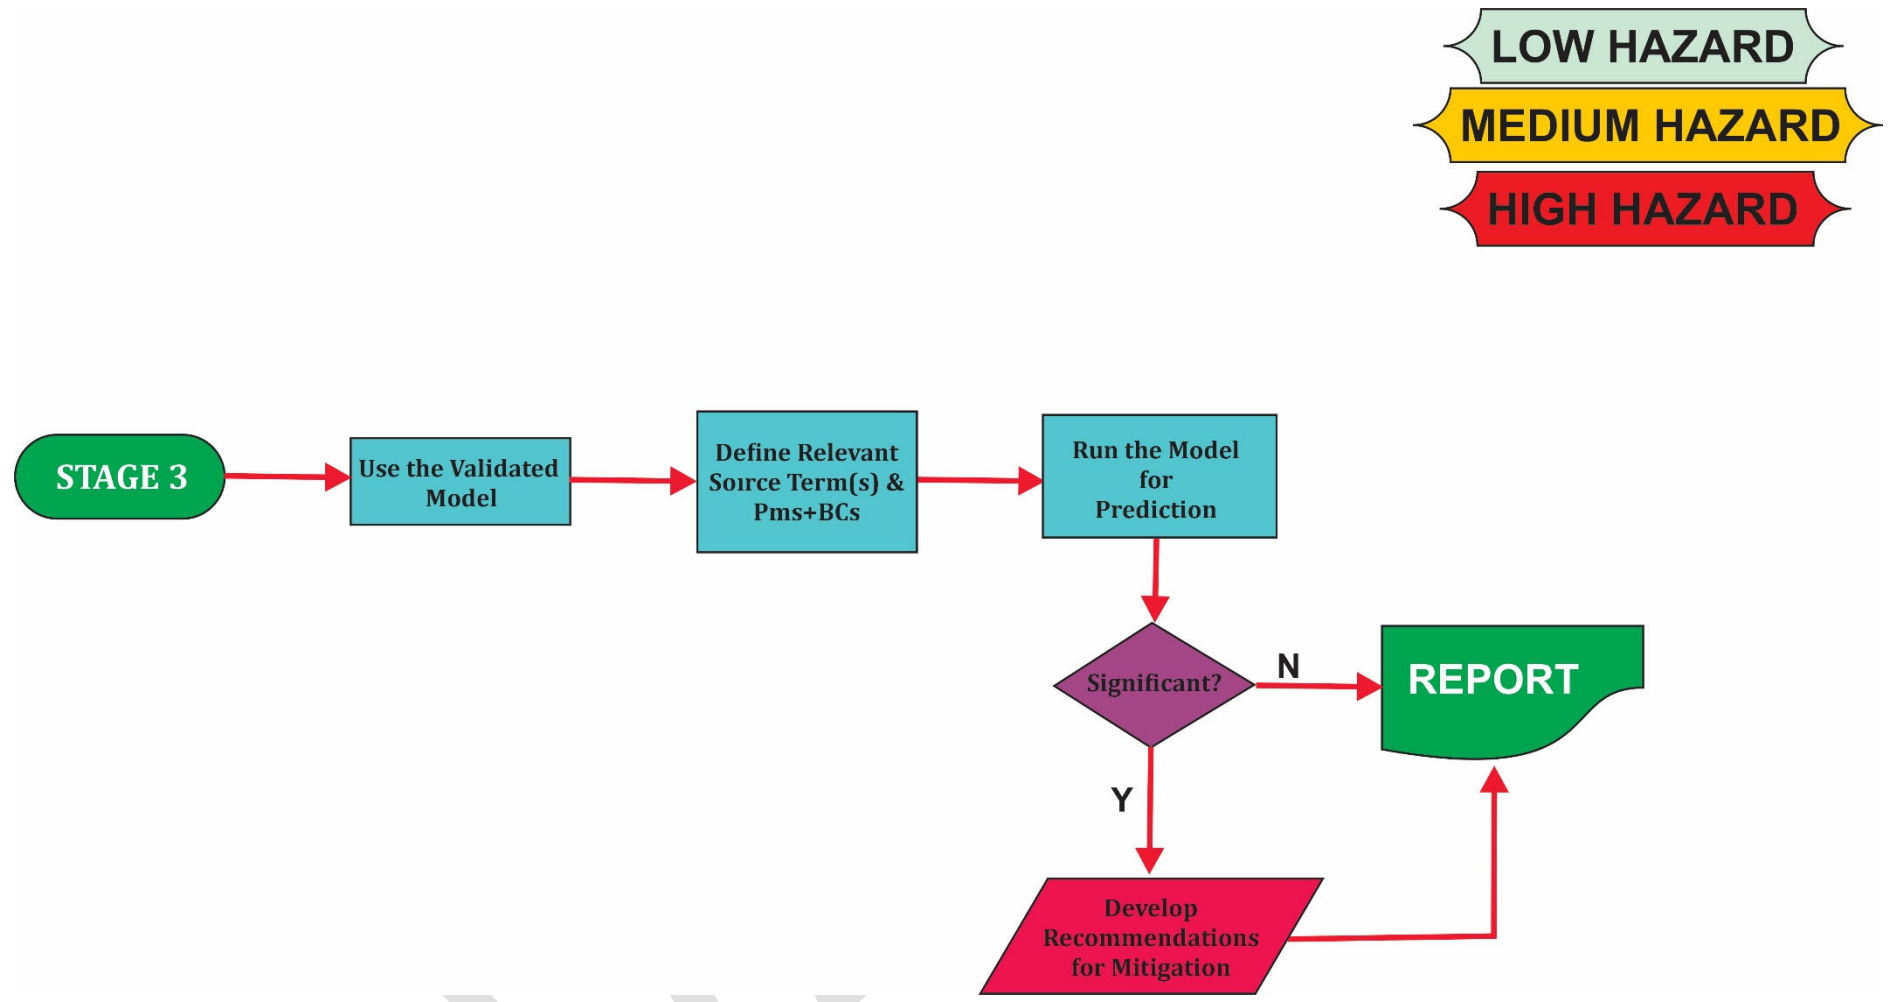 LOW HAZARD
MEDIUM HAZARD
HIGH HAZARD
STAGE 3
Use the Validated
Model
Define Relevant
Soırce Term(s) &
Pms+BCs
Run the Model
for
Prediction
Significant?
N
REPORT
Y
Develop
Recommendations
for Mitigation